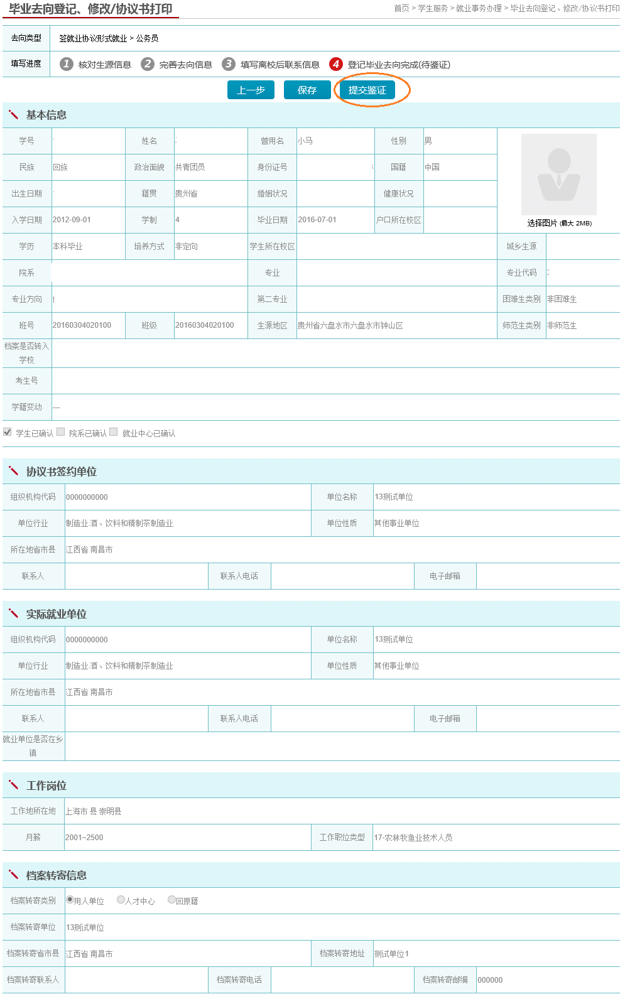 毕业去向登记、修改/协议书打印
首页 > 学生服务 > 就业事务办理 > 毕业去向登记、修改/协议书打印
去向类型 签就业协议形式就业 > 公务员
填写进度 1 核对生源信息 2 完善去向信息 3 填写离校后联系信息 4 登记毕业去向完成(待鉴证)
上一步 保存 提交鉴证
基本信息
学号 姓名 曾用名 小马 性别 男
民族 回族 政治面貌 共青团员 身份证号 国籍 中国
出生日期 籍贯 贵州省 婚姻状况 健康状况
入学日期 2012-09-01 学制 4 毕业日期 2016-07-01 户口所在校区
选择图片 (最大 2MB)
学历 本科毕业 培养方式 非定向 学生所在校区 城乡生源
院系 专业 专业代码
专业方向 第二专业 困难生类别 非困难生
班号 20160304020100 班级 20160304020100 生源地区 贵州省六盘水市六盘水市钟山区 师范生类别 非师范生
档案是否转入
学校
考生号
学籍变动 ---
学生已确认 院系已确认 就业中心已确认
协议书签约单位
组织机构代码 0000000000 单位名称 13测试单位
单位行业 制造业.酒、饮料和精制茶制造业 单位性质 其他事业单位
所在地省市县 江西省 南昌市
联系人 联系人电话 电子邮箱
实际就业单位
组织机构代码 0000000000 单位名称 13测试单位
单位行业 制造业.酒、饮料和精制茶制造业 单位性质 其他事业单位
所在地省市县 江西省 南昌市
联系人 联系人电话 电子邮箱
就业单位是否在乡
镇
工作岗位
工作地所在地 上海市 县 崇明县
月薪 2001~2500 工作职位类型 17-农林牧渔业技术人员
档案转寄信息
档案转寄类别 用人单位 人才中心 回原籍
档案转寄单位 13测试单位
档案转寄省市县 江西省 南昌市 档案转寄地址 测试单位1
档案转寄联系人 档案转寄电话 档案转寄邮编 000000